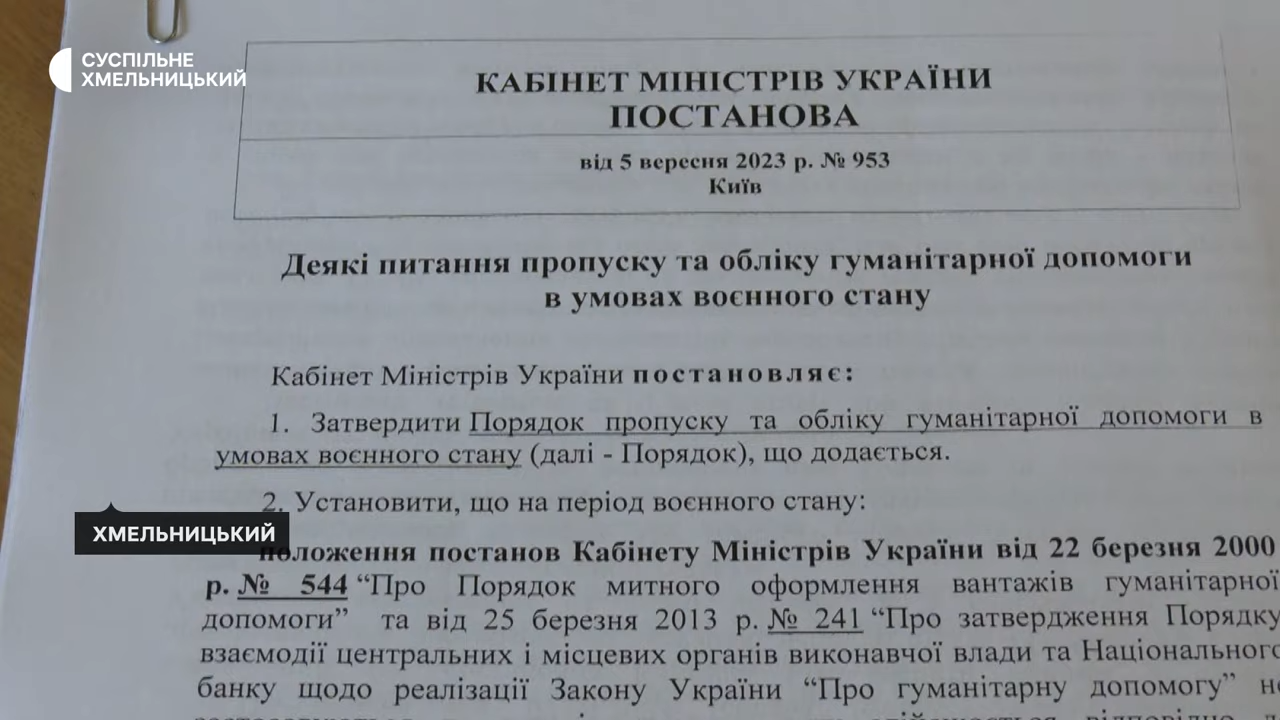 СУСПІЛЬНЕ
ХМЕЛЬНИЦЬКИЙ
КАБІНЕТ МІНІСТРІВ УКРАЇНИ
ПОСТАНОВА
від 5 вересня 2023 р. № 953
Київ
Деякі питання пропуску та обліку гуманітарної допомоги
в умовах воєнного стану
Кабінет Міністрів України постановляє:
1. Затвердити Порядок пропуску та обліку гуманітарної допомоги в
умовах воєнного стану (далі - Порядок), що додається.
2. Установити, що на період воєнного стану:
ХМЕЛЬНИЦЬКИЙ
положення постанов Кабінету Міністрів України від 22 березня 2000
р. № 544 “Про Порядок митного оформлення вантажів гуманітарної
допомоги” та від 25 березня 2013 р. № 241 “Про затвердження Порядку
взаємодії центральних і місцевих органів виконавчої влади та Національного
банку щодо реалізації Закону України “Про гуманітарну допомогу” не